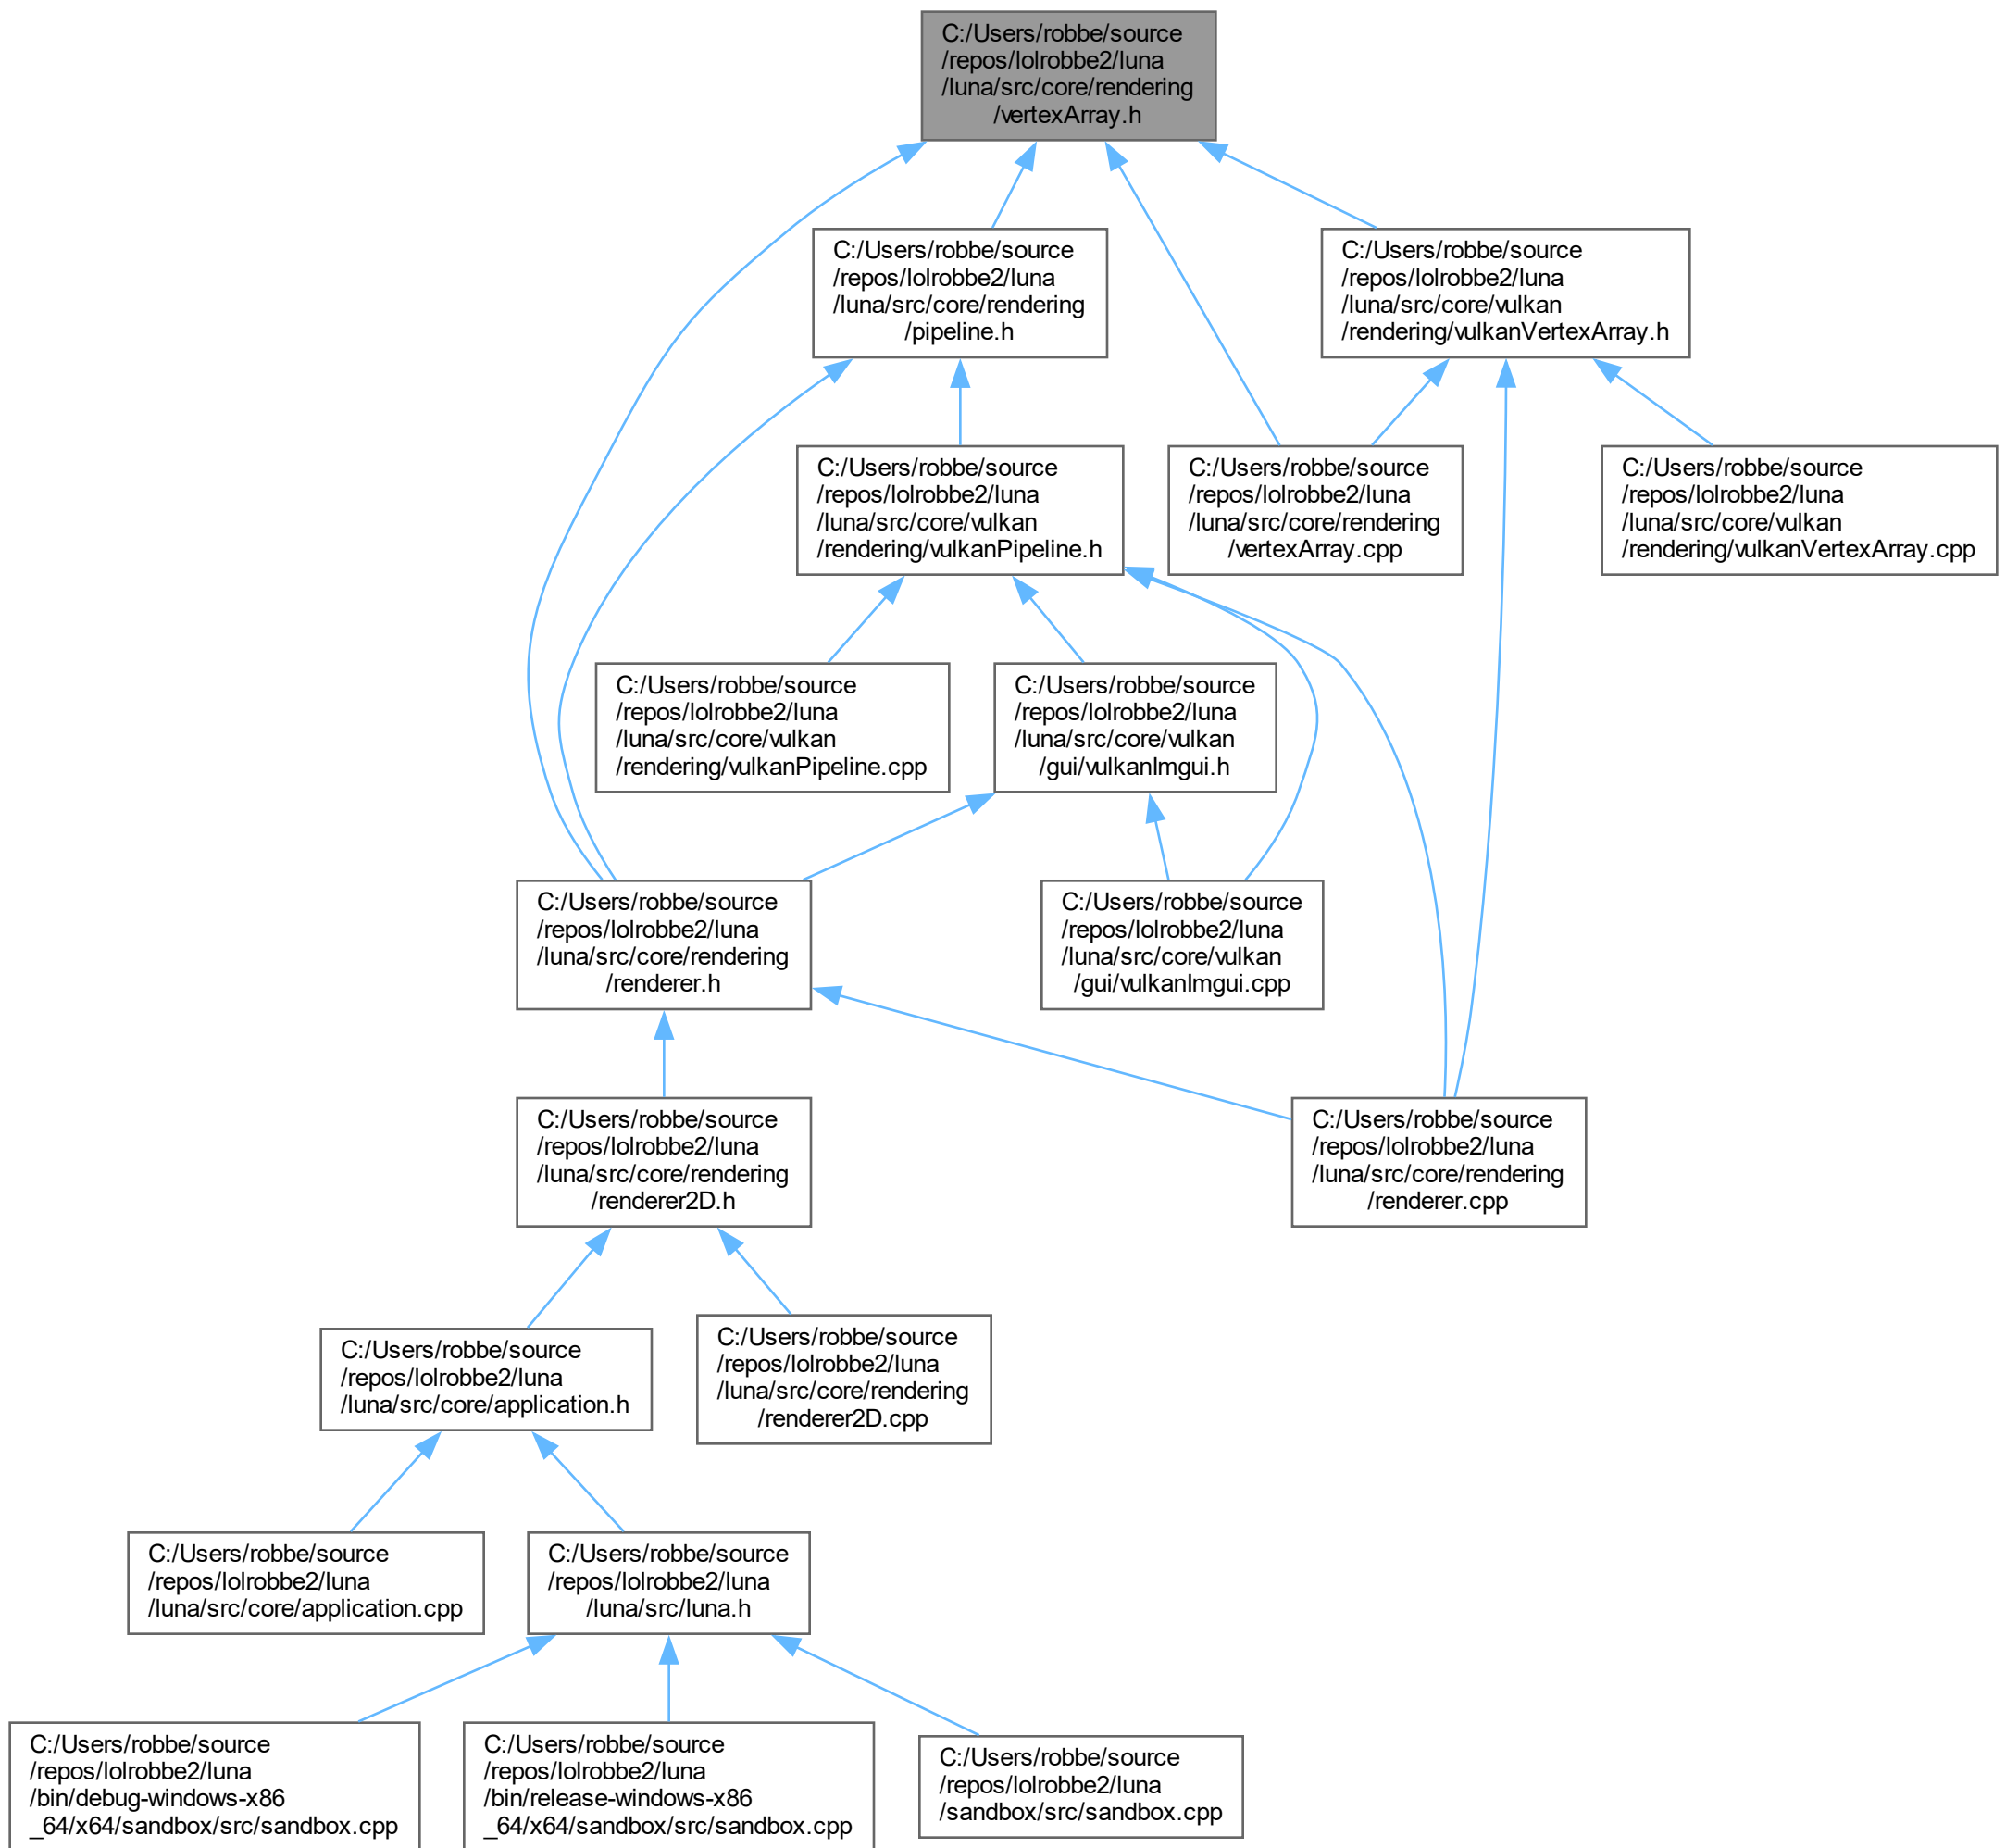 C:/Users/robbe/source
/repos/lolrobbe2/luna
/luna/src/core/rendering
/vertexArray.h
C:/Users/robbe/source
/repos/lolrobbe2/luna
/luna/src/core/rendering
/pipeline.h
C:/Users/robbe/source
/repos/lolrobbe2/luna
/luna/src/core/vulkan
/rendering/vulkanVertexArray.h
C:/Users/robbe/source
/repos/lolrobbe2/luna
/luna/src/core/vulkan
/rendering/vulkanPipeline.h
C:/Users/robbe/source
/repos/lolrobbe2/luna
/luna/src/core/rendering
/vertexArray.cpp
C:/Users/robbe/source
/repos/lolrobbe2/luna
/luna/src/core/vulkan
/rendering/vulkanVertexArray.cpp
C:/Users/robbe/source
/repos/lolrobbe2/luna
/luna/src/core/vulkan
/rendering/vulkanPipeline.cpp
C:/Users/robbe/source
/repos/lolrobbe2/luna
/luna/src/core/vulkan
/gui/vulkanImgui.h
C:/Users/robbe/source
/repos/lolrobbe2/luna
/luna/src/core/rendering
/renderer.h
C:/Users/robbe/source
/repos/lolrobbe2/luna
/luna/src/core/vulkan
/gui/vulkanImgui.cpp
C:/Users/robbe/source
/repos/lolrobbe2/luna
/luna/src/core/rendering
/renderer2D.h
C:/Users/robbe/source
/repos/lolrobbe2/luna
/luna/src/core/rendering
/renderer.cpp
C:/Users/robbe/source
/repos/lolrobbe2/luna
/luna/src/core/application.h
C:/Users/robbe/source
/repos/lolrobbe2/luna
/luna/src/core/rendering
/renderer2D.cpp
C:/Users/robbe/source
/repos/lolrobbe2/luna
/luna/src/core/application.cpp
C:/Users/robbe/source
/repos/lolrobbe2/luna
/luna/src/luna.h
C:/Users/robbe/source
/repos/lolrobbe2/luna
/bin/debug-windows-x86
_64/x64/sandbox/src/sandbox.cpp
C:/Users/robbe/source
/repos/lolrobbe2/luna
/bin/release-windows-x86
_64/x64/sandbox/src/sandbox.cpp
C:/Users/robbe/source
/repos/lolrobbe2/luna
/sandbox/src/sandbox.cpp